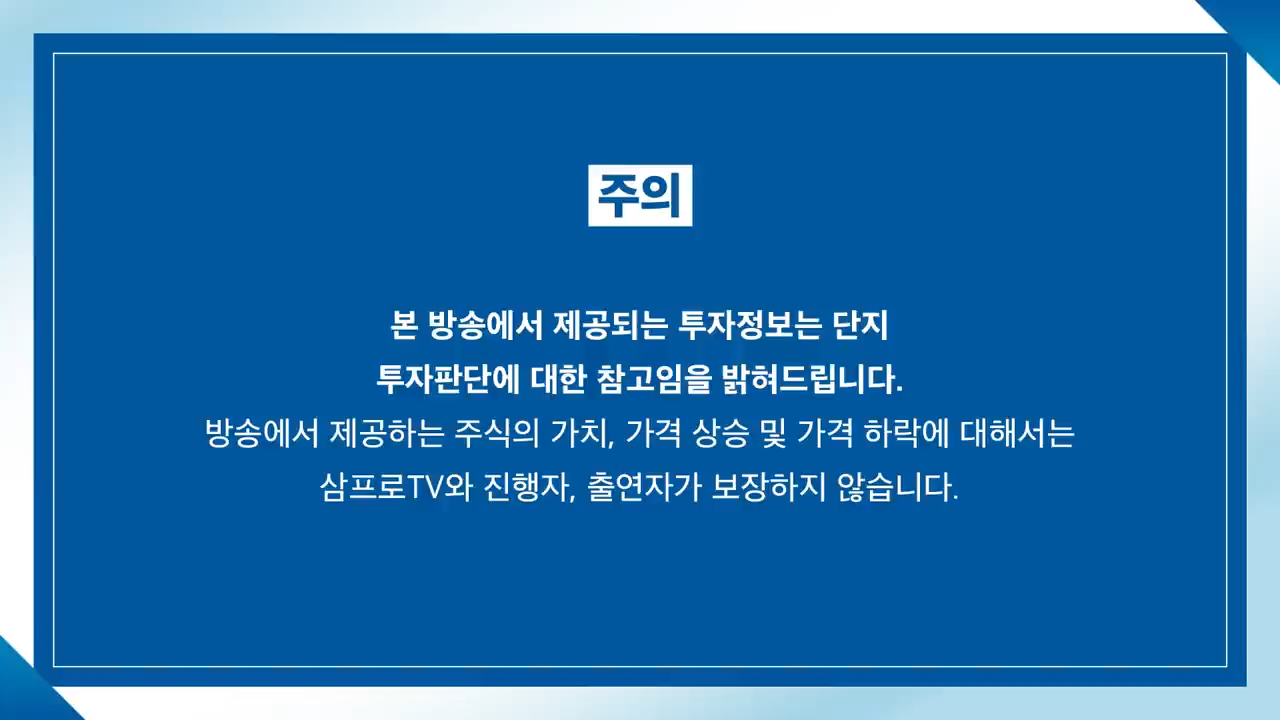 주의
본 방송에서 제공되는 투자정보는 단지
투자판단에 대한 참고임을 밝혀드립니다.
방송에서 제공하는 주식의 가치, 가격 상승 및 가격 하락에 대해서는
삼프로TV와 진행자, 출연자가 보장하지 않습니다.